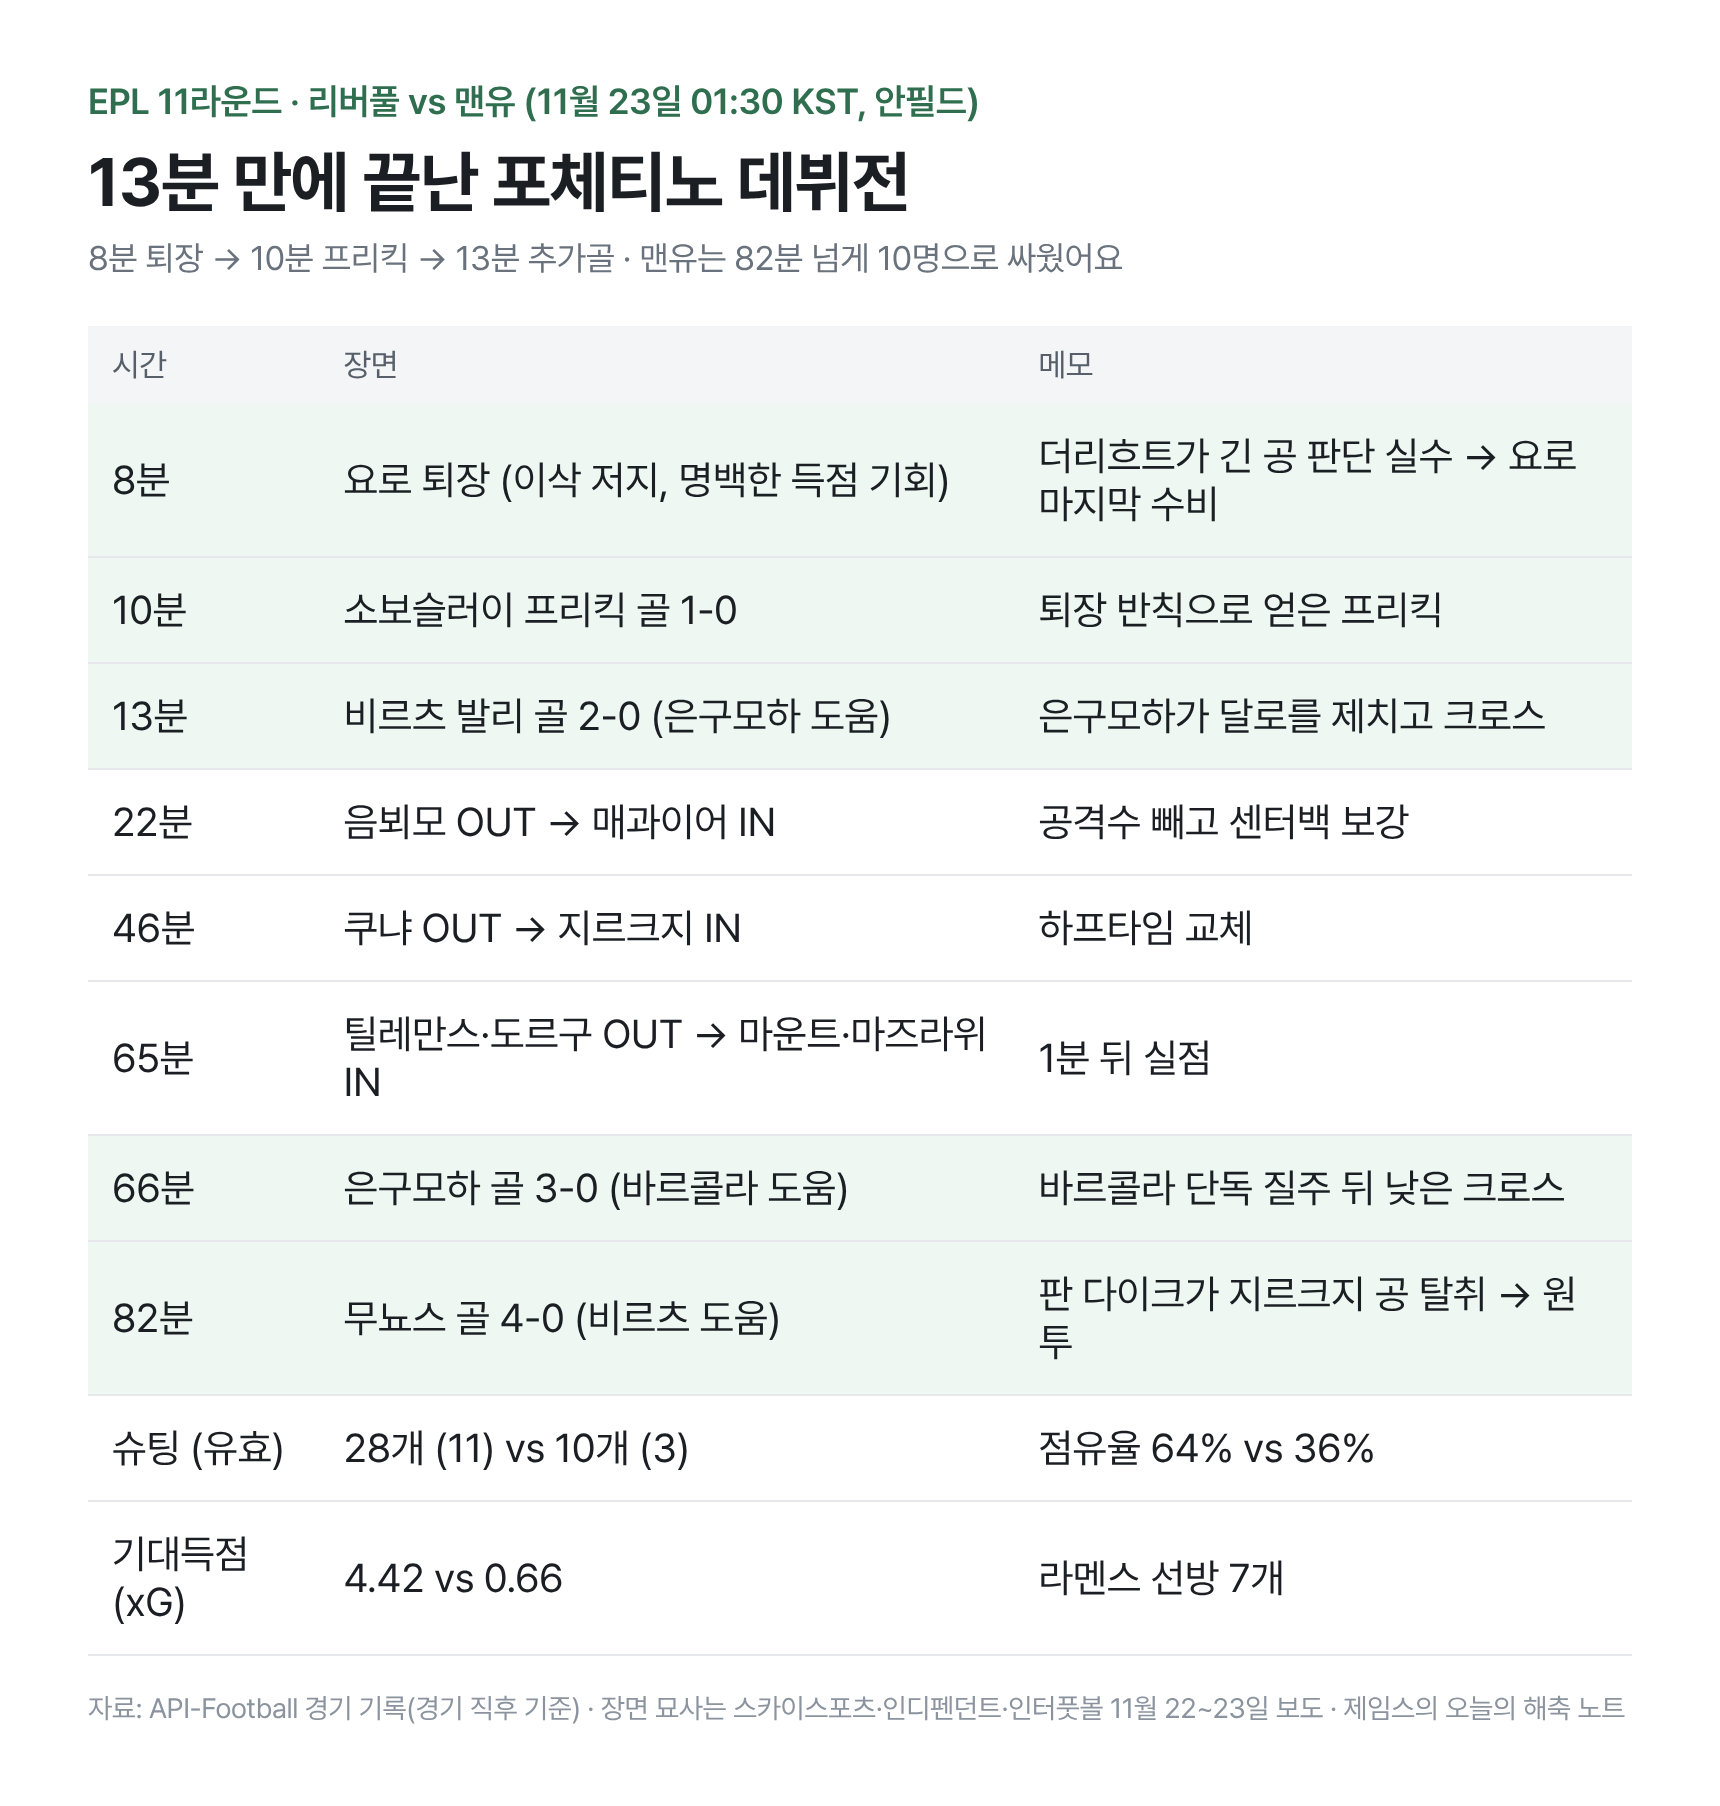 EPL 11라운드 · 리버풀 vs 맨유 (11월 23일 01:30 KST, 안필드)
13분 만에 끝난 포체티노 데뷔전
8분 퇴장 → 10분 프리킥 → 13분 추가골 · 맨유는 82분 넘게 10명으로 싸웠어요
시간 장면 메모
8분 요로 퇴장 (이삭 저지, 명백한 득점 기회) 더리흐트가 긴 공 판단 실수 → 요로
마지막 수비
10분 소보슬러이 프리킥 골 1-0 퇴장 반칙으로 얻은 프리킥
13분 비르츠 발리 골 2-0 (은구모하 도움) 은구모하가 달로를 제치고 크로스
22분 음뵈모 OUT → 매과이어 IN 공격수 빼고 센터백 보강
46분 쿠냐 OUT → 지르크지 IN 하프타임 교체
65분 틸레만스·도르구 OUT → 마운트·마즈라위
IN 1분 뒤 실점
66분 은구모하 골 3-0 (바르콜라 도움) 바르콜라 단독 질주 뒤 낮은 크로스
82분 무뇨스 골 4-0 (비르츠 도움) 판 다이크가 지르크지 공 탈취 → 원
투
슈팅 (유효) 28개 (11) vs 10개 (3) 점유율 64% vs 36%
기대득점
(xG) 4.42 vs 0.66 라멘스 선방 7개
자료: API-Football 경기 기록(경기 직후 기준) · 장면 묘사는 스카이스포츠·인디펜던트·인터풋볼 11월 22~23일 보도 · 제임스의 오늘의 해축 노트